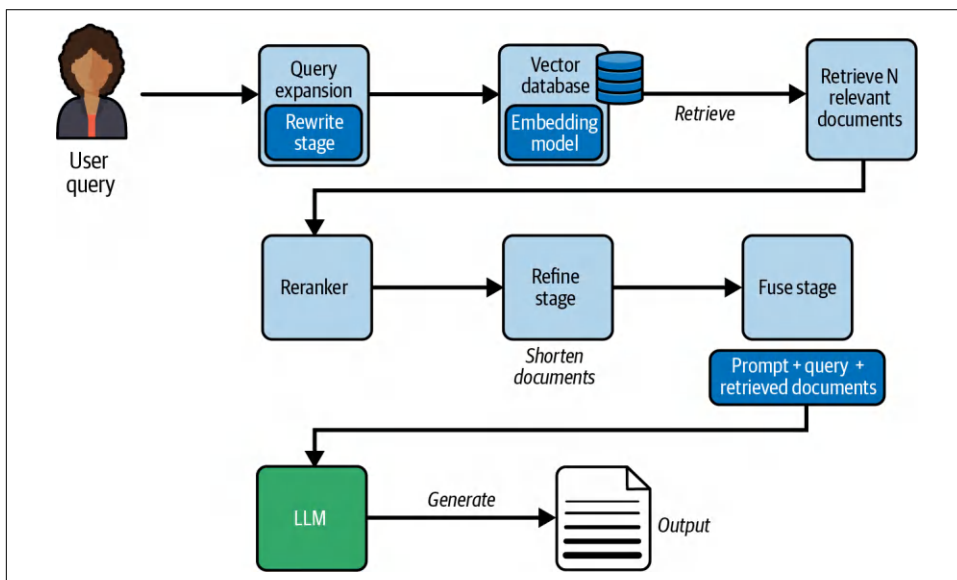 User
query
Query
expansion
Rewrite
stage
Vector
database
Embedding
model
Retrieve
Retrieve N
relevant
documents
Reranker
Refine
stage
Shorten
documents
Fuse stage
Prompt + query +
retrieved documents
LLM
Generate
Output